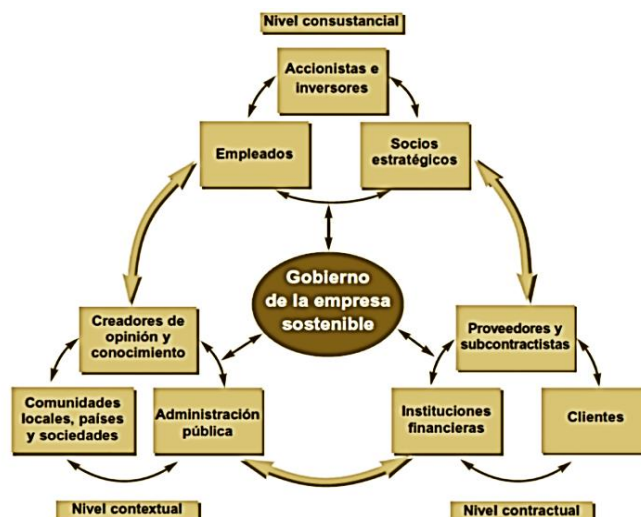 Nivel consustancial
Accionistas e
inversores
Empleados
Socios
estratégicos
Gobierno
de la empresa
sostenible
Creadores de
opinión y
conocimiento
Proveedores y
subcontractistas
Comunidades
locales, países
y sociedades
Administración
pública
Instituciones
financieras
Clientes
Nivel contextual
Nivel contractual